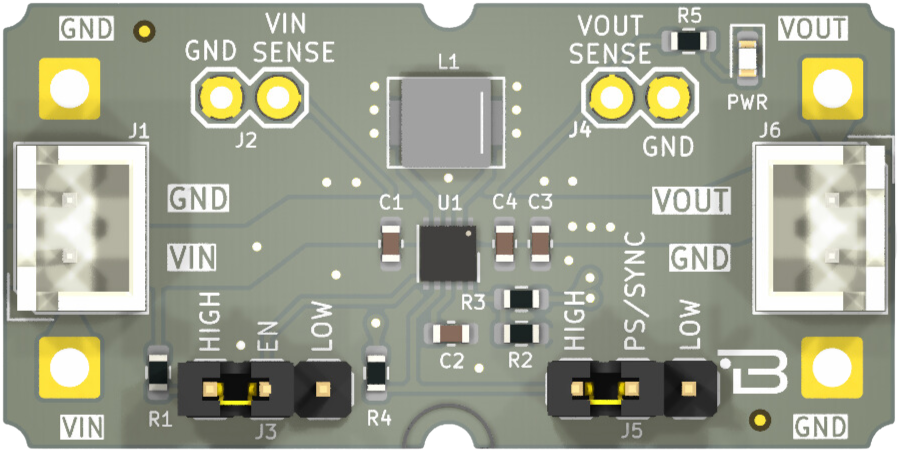 GND
VIN
GND
SENSE
VOUT
SENSE
R5
VOUT
L1
PWR
J1
J2
J4
GND
J6
GND
C1
U1
C4
C3
VOUT
VIN
GND
HIGH
EN
LOW
R3
C2
R2
HIGH
PS/SYNC
LOW
R1
J3
R4
J5
B
VIN
GND